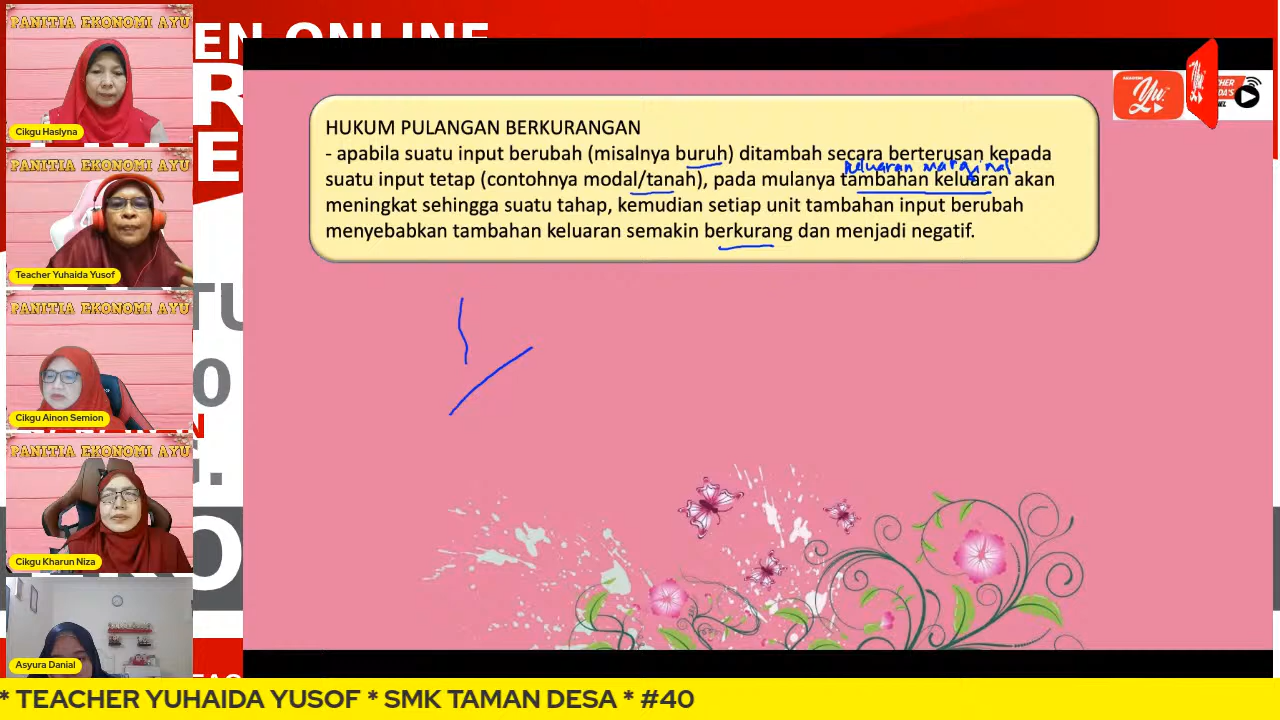 EN ONLINE
PANITIA EKONOMI AYU
Cikgu Haslyna
PANITIA EKONOMI AYU
Teacher Yuhaida Yusof
PANITIA EKONOMI AYU
Cikgu Ainon Semion
PANITIA EKONOMI AYU
Cikgu Kharun Niza
Asyura Danial
HUKUM PULANGAN BERKURANGAN
- apabila suatu input berubah (misalnya buruh) ditambah secara berterusan kepada
keluaran marginal
suatu input tetap (contohnya modal/tanah), pada mulanya tambahan keluaran akan
meningkat sehingga suatu tahap, kemudian setiap unit tambahan input berubah
menyebabkan tambahan keluaran semakin berkurang dan menjadi negatif.
* TEACHER YUHAIDA YUSOF * SMK TAMAN DESA * #40